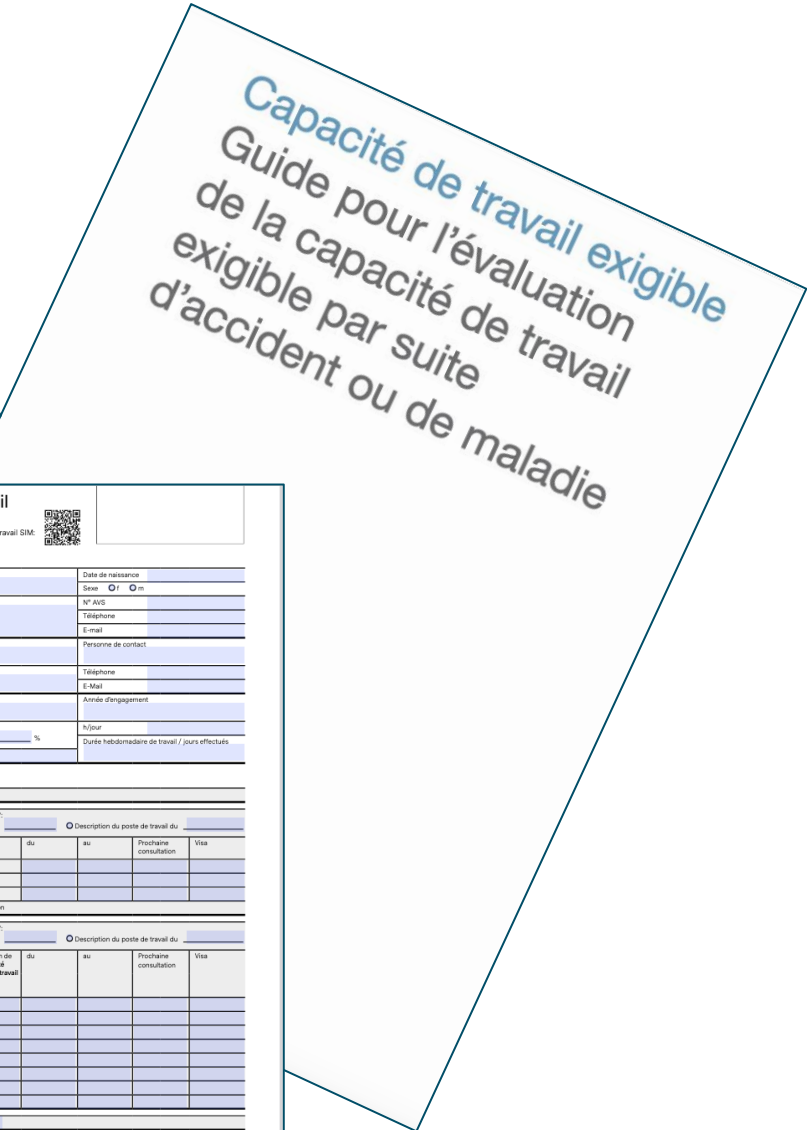 Capacité de travail exigible
Guide pour l'évaluation
de la capacité de travail
exigible par suite
d'accident ou de maladie
il
ravail SIM:
Date de naissance
Sexe f m
N° AVS
Téléphone
E-mail
Personne de contact
Téléphone
E-Mail
Année d'engagement
h/jour
%
Durée hebdomadaire de travail / jours effectués
Description du poste de travail du
du au Prochaine consultation Visa
n
Description du poste de travail du
n de
é
travail
du au Prochaine consultation Visa